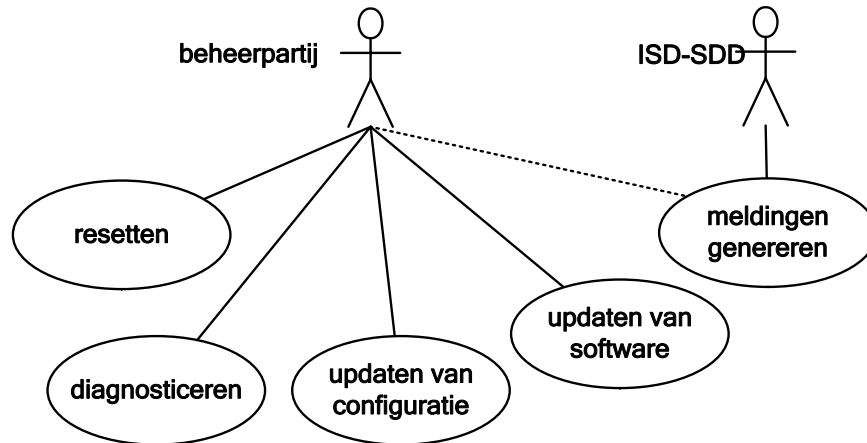 beheerpartij
ISD-SDD
resetten
meldingen
genereren
updaten van
software
diagnosticeren
updaten van
configuratie